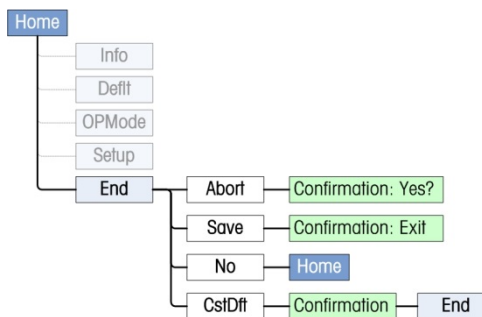 Home
Info
Deflt
OPMode
Setup
End Abort Confirmation: Yes?
Save Confirmation: Exit
No Home
CstDft Confirmation End